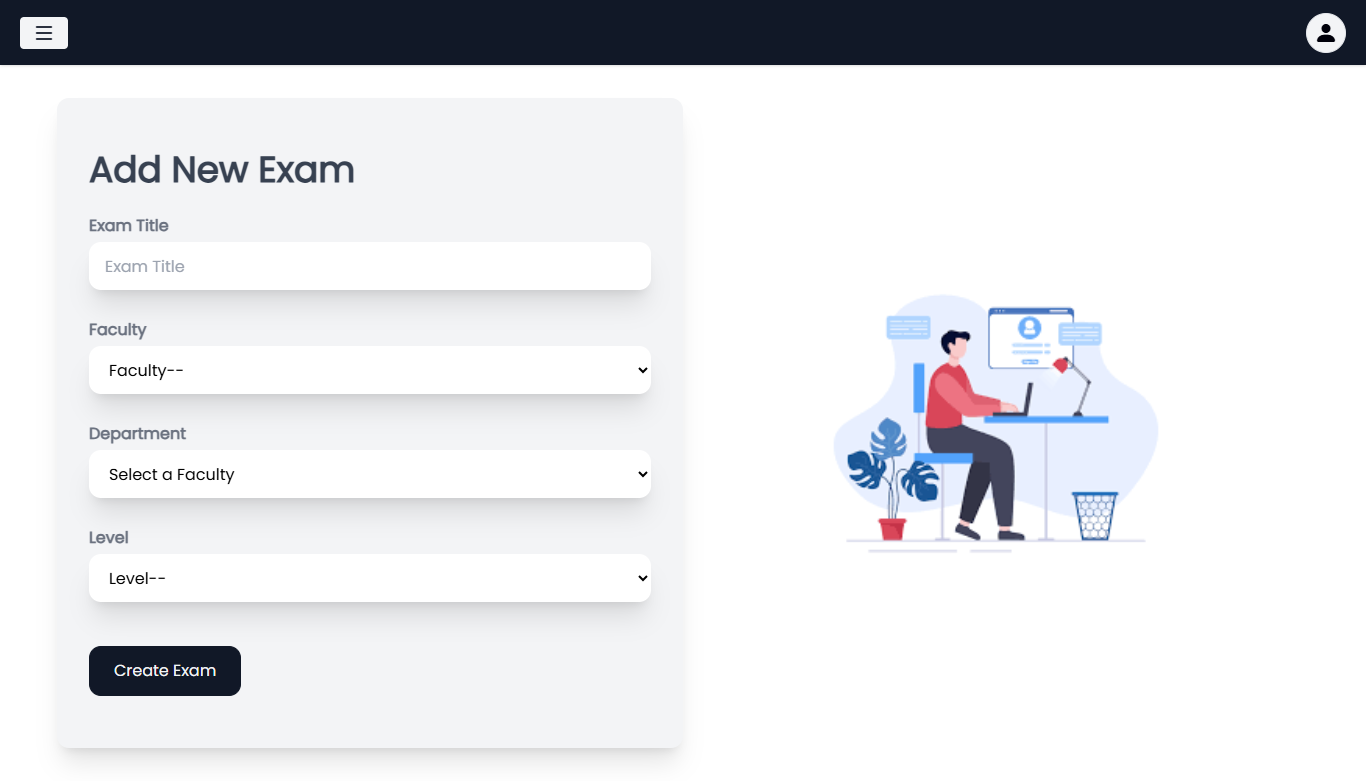 Add New Exam
Exam Title
Exam Title
Faculty
Faculty--
Department
Select a Faculty
Level
Level--
Create Exam